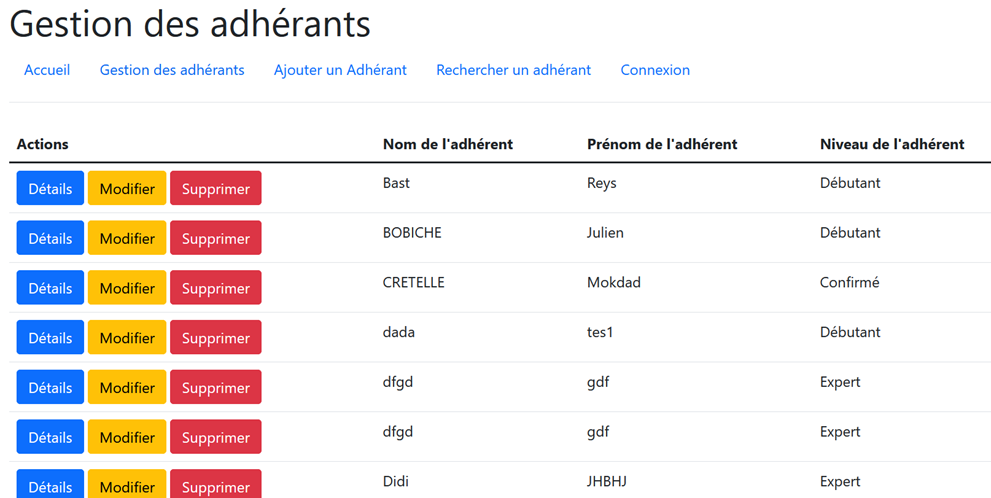 Gestion des adhérants
Accueil Gestion des adhérants Ajouter un Adhérant Rechercher un adhérant Connexion
Actions Nom de l'adhérent Prénom de l'adhérent Niveau de l'adhérent
Détails Modifier Supprimer Bast Reys Débutant
Détails Modifier Supprimer BOBICHE Julien Débutant
Détails Modifier Supprimer CRETELLE Mokdad Confirmé
Détails Modifier Supprimer dada tes1 Débutant
Détails Modifier Supprimer dfgd gdf Expert
Détails Modifier Supprimer dfgd gdf Expert
Détails Modifier Supprimer Didi JHBHJ Expert